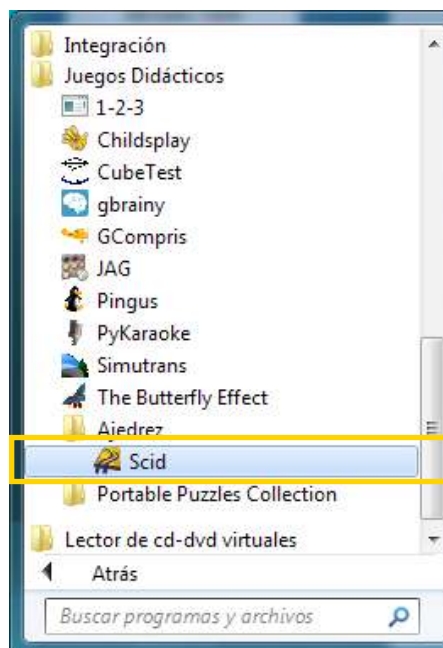 Integración
Juegos Didácticos
1-2-3
Childsplay
CubeTest
gbrainy
GCompris
JAG
Pingus
PyKaraoke
Simutrans
The Butterfly Effect
Ajedrez
Scid
Portable Puzzles Collection
Lector de cd-dvd virtuales
Atrás
Buscar programas y archivos